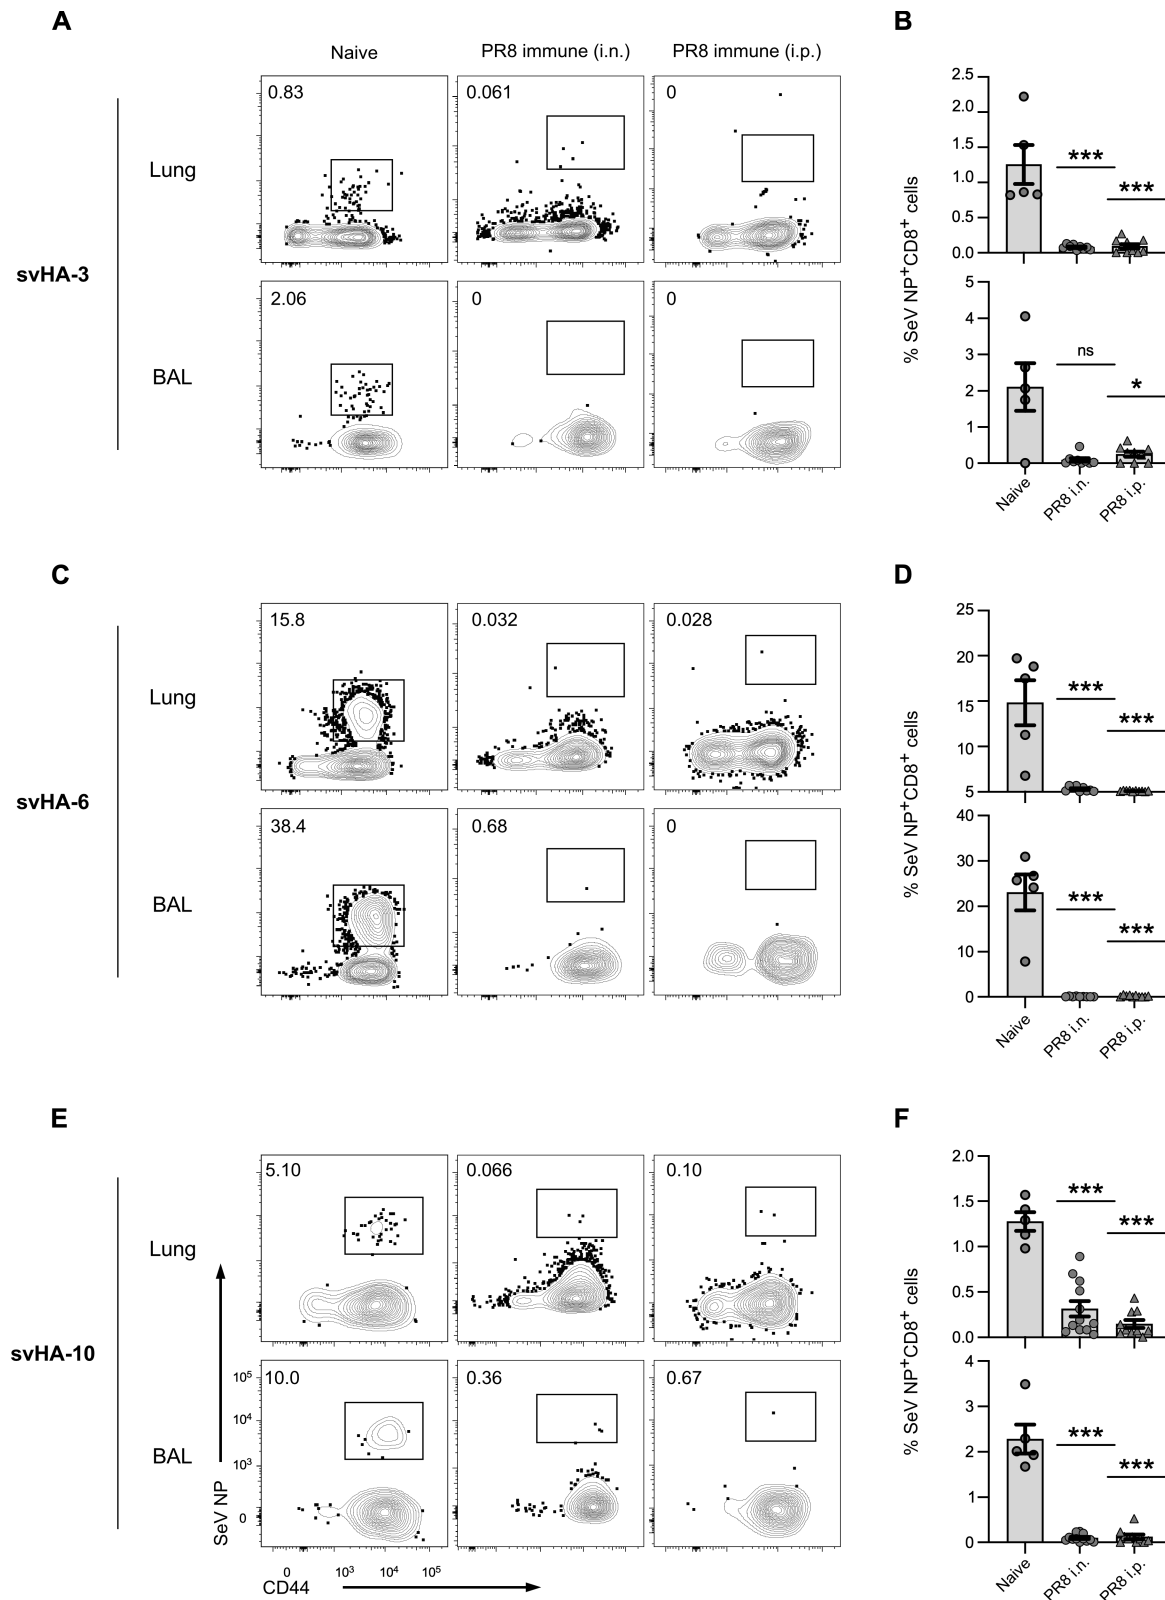 A
B
Naive
PR8 immune (i.n.)
PR8 immune (i.p.)
svHA-3
Lung
0.83
0.061
0
BAL
2.06
0
0
% SeV NP+CD8+ cells
2.5
2.0
1.5
1.0
0.5
0.0
***
***
5
4
3
2
1
0
ns
*
Naive
PR8 i.n.
PR8 i.p.
C
D
svHA-6
Lung
15.8
0.032
0.028
BAL
38.4
0.68
0
% SeV NP+CD8+ cells
25
20
15
10
5
***
***
40
30
20
10
0
***
***
Naive
PR8 i.n.
PR8 i.p.
E
F
svHA-10
Lung
5.10
0.066
0.10
BAL
10.0
0.36
0.67
SeV NP
10⁵
10⁴
10³
0
0
10³
10⁴
10⁵
CD44
% SeV NP+CD8+ cells
2.0
1.5
1.0
0.5
0.0
***
***
4
3
2
1
0
***
***
Naive
PR8 i.n.
PR8 i.p.